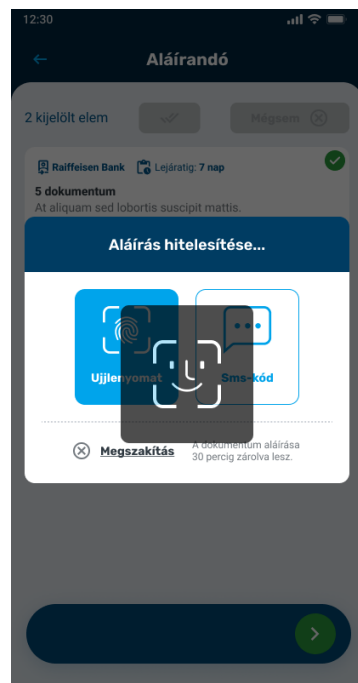 12:30
Aláírandó
2 kijelölt elem
Mégsem
Raiffeisen Bank Lejáratig: 7 nap
5 dokumentum
At aliquam sed lobortis suscipit mattis.
Aláírás hitelesítése...
Ujjlenyomat Sms-kód
Megszakítás
A dokumentum aláírása
30 percig zárolva lesz.